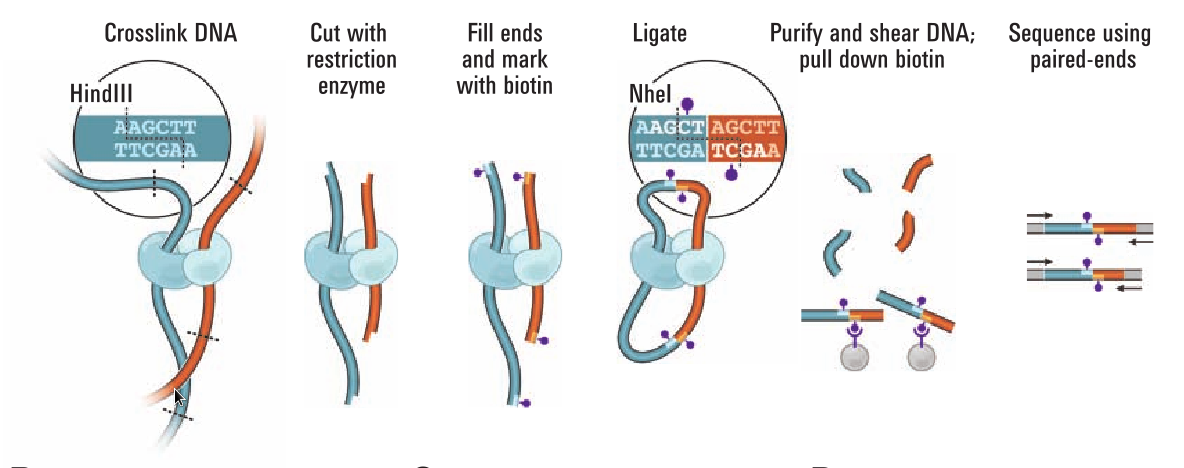 Crosslink DNA
Cut with
restriction
enzyme
Fill ends
and mark
with biotin
Ligate
Purify and shear DNA;
pull down biotin
Sequence using
paired-ends
HindIII
AAGCTT
TTCGAA
NheI
AAGCT AGCTT
TTCGA TCGAA